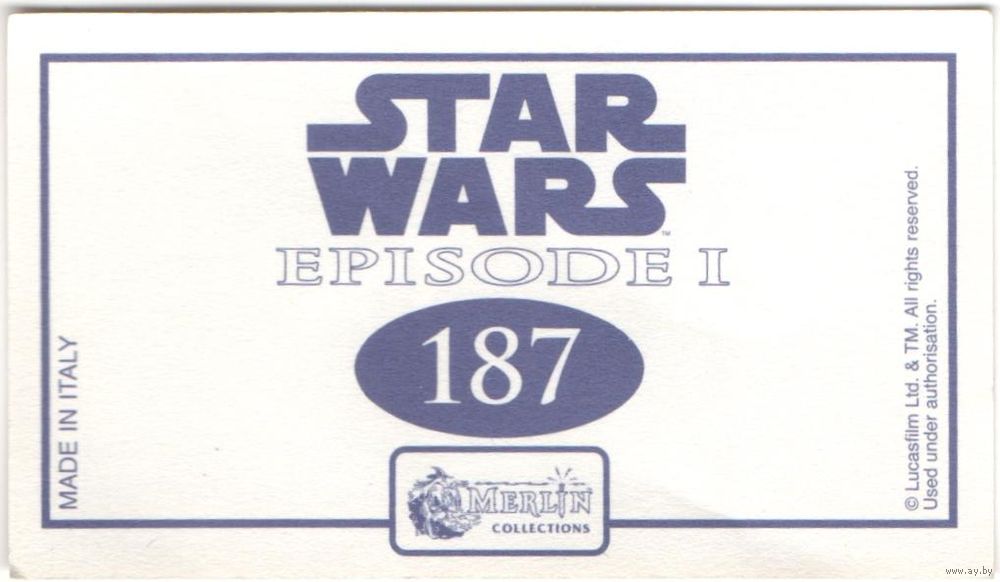 STAR
WARS
TM
EPISODE I
187
MERLIN
COLLECTIONS
MADE IN ITALY
© Lucasfilm Ltd. & TM. All rights reserved.
Used under authorisation.
www.ay.by